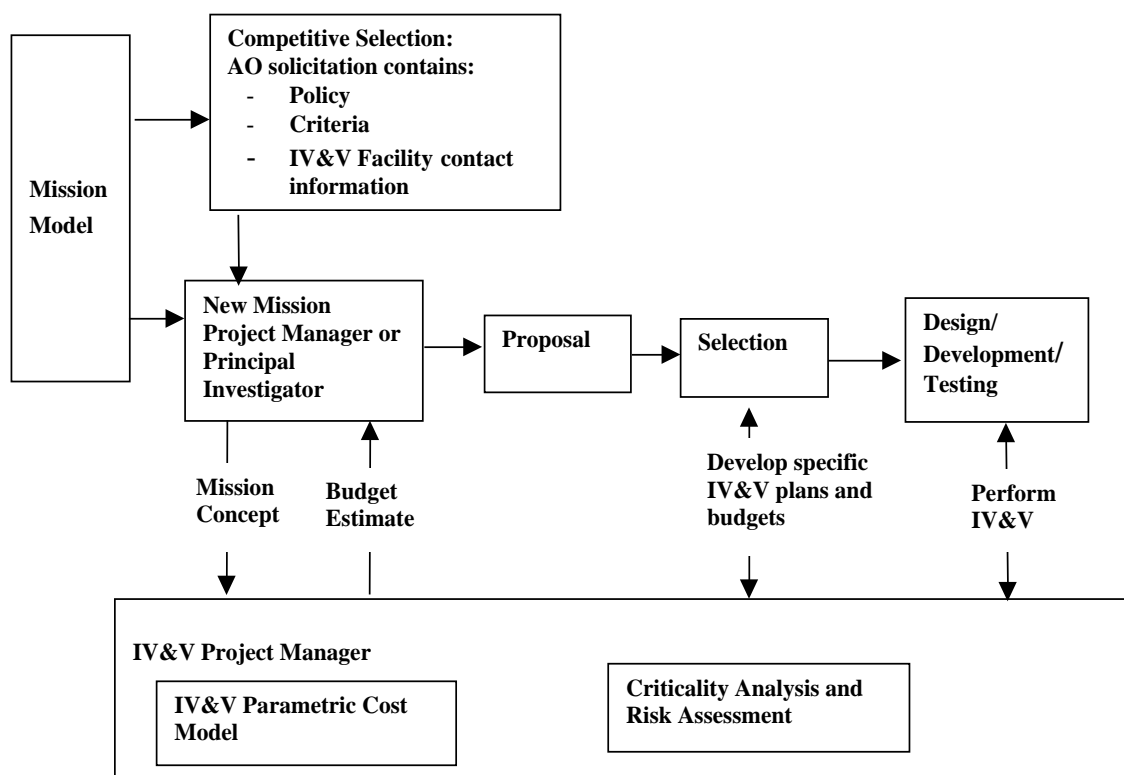 Competitive Selection:
AO solicitation contains:
- Policy
- Criteria
- IV&V Facility contact
information
Mission
Model
New Mission
Project Manager or
Principal
Investigator
Proposal
Selection
Design/
Development/
Testing
Mission
Concept
Budget
Estimate
Develop specific
IV&V plans and
budgets
Perform
IV&V
IV&V Project Manager
IV&V Parametric Cost
Model
Criticality Analysis and
Risk Assessment